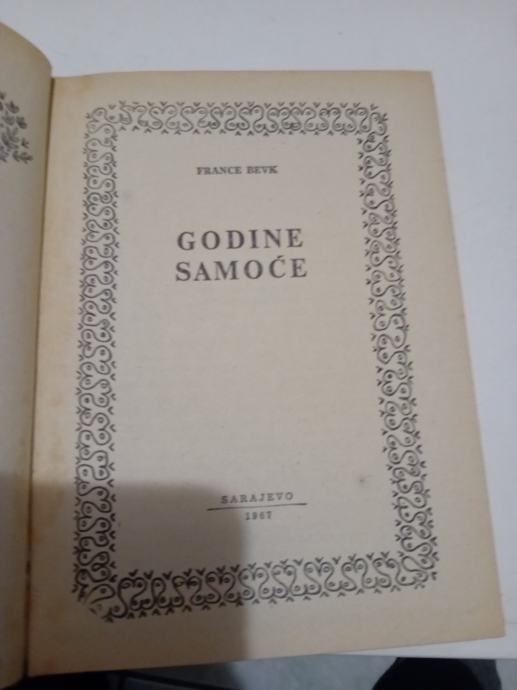 FRANCE BEVK
GODINE
SAMOĆE
SARAJEVO
1967